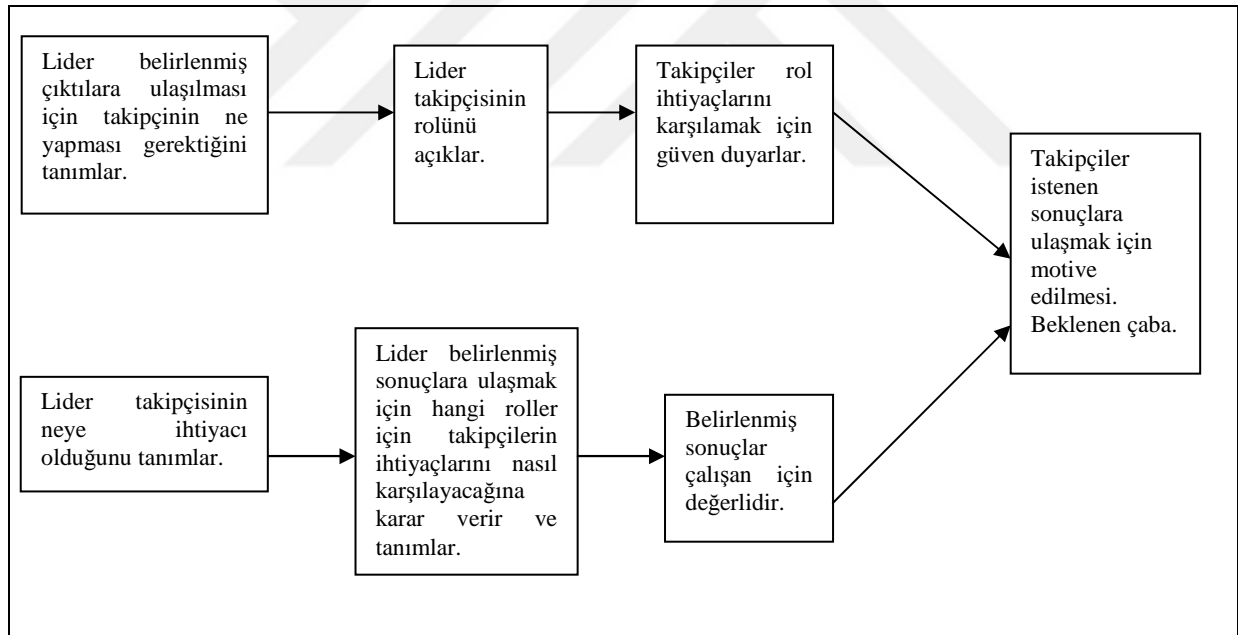 Lider belirlenmiş
çıktılara ulaşılması
için takipçinin ne
yapması gerektiğini
tanımlar.
Lider
takipçisinin
rolünü
açıklar.
Takipçiler rol
ihtiyaçlarını
karşılamak için
güven duyarlar.
Takipçiler
istenen
sonuçlara
ulaşmak için
motive
edilmesi.
Beklenen çaba.
Lider takipçisinin
neye ihtiyacı
olduğunu tanımlar.
Lider belirlenmiş
sonuçlara ulaşmak
için hangi roller
için takipçilerin
ihtiyaçlarını nasıl
karşılayacağına
karar verir ve
tanımlar.
Belirlenmiş
sonuçlar
çalışan için
değerlidir.